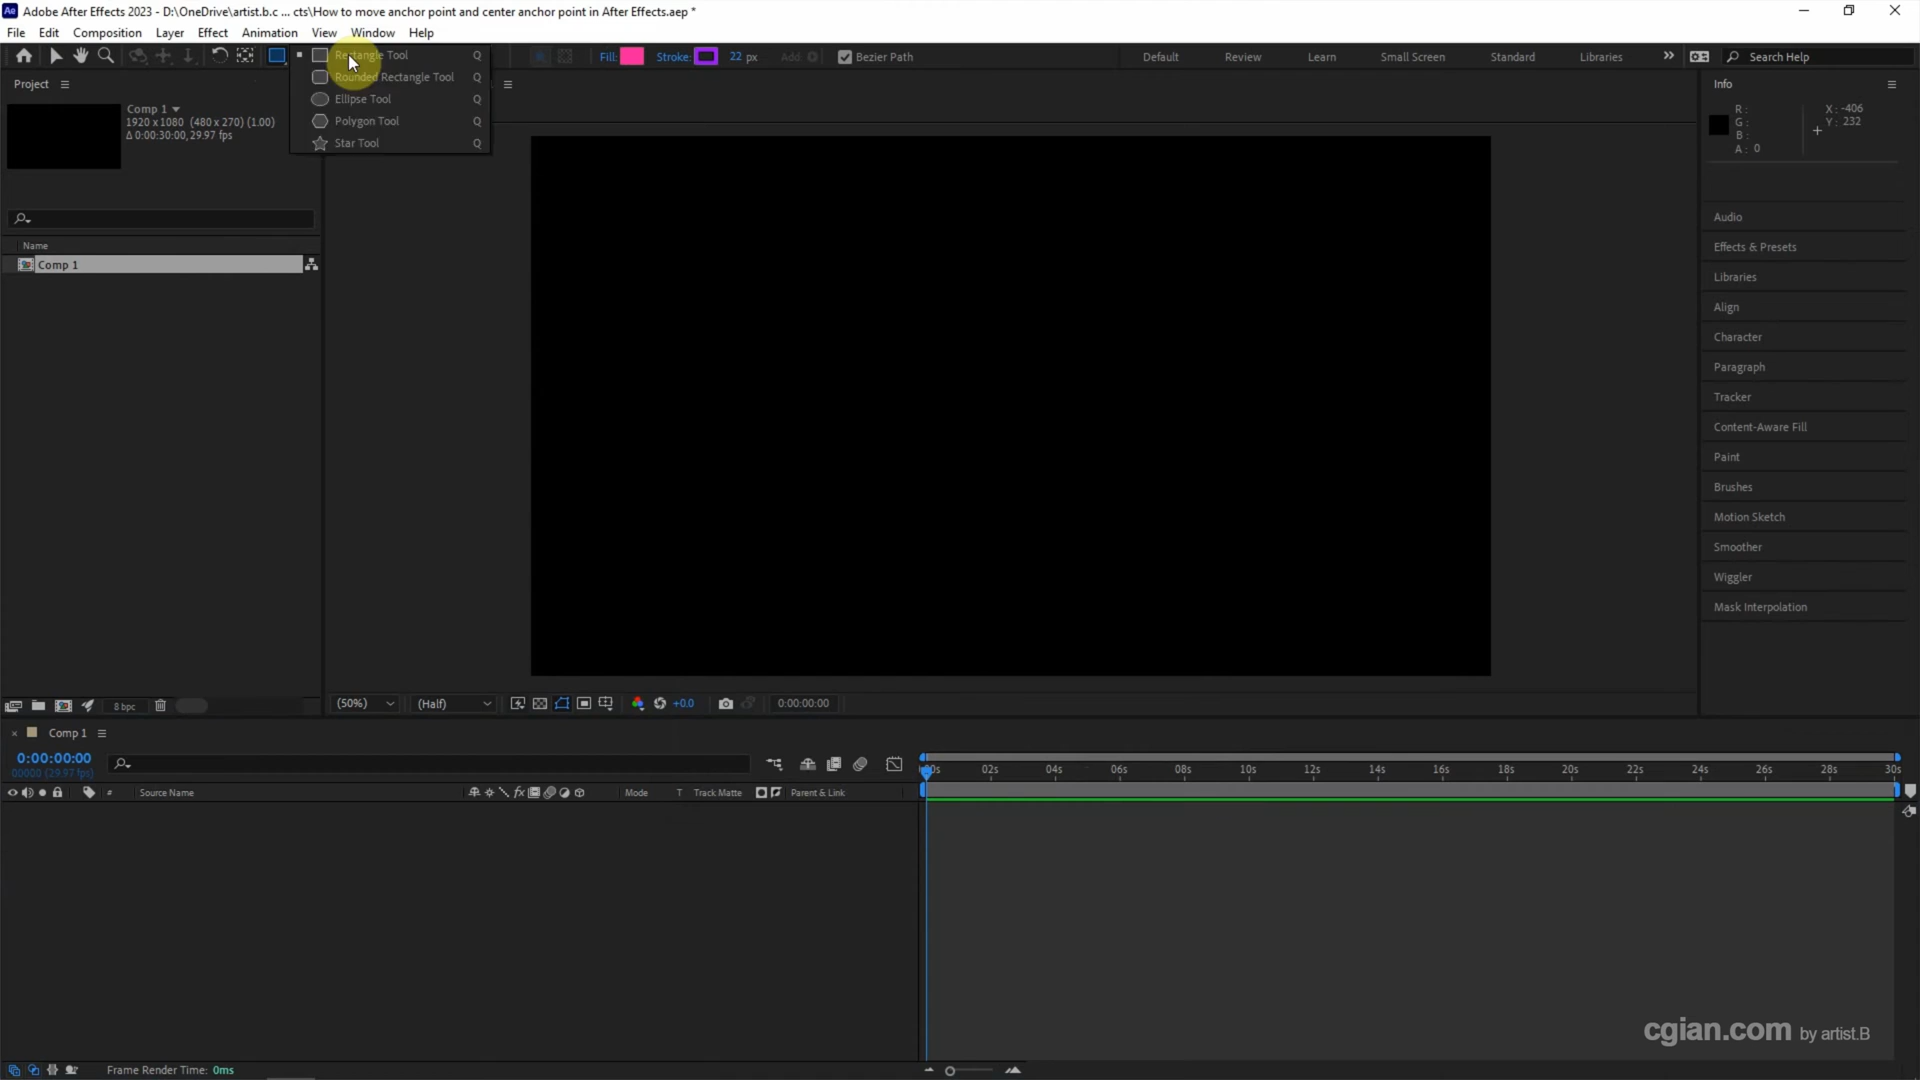 Ae Adobe After Effects 2023 - D:\OneDrive\artist.b.c ... cts\How to move anchor point and center anchor point in After Effects.aep *
File Edit Composition Layer Effect Animation View Window Help
Rectangle Tool Q
Fill: Stroke: 22 px Add: Bezier Path Default Review Learn Small Screen Standard Libraries >> Search Help
Rounded Rectangle Tool Q
Ellipse Tool Q
Polygon Tool Q
Star Tool Q
Project
Comp 1
1920 x 1080 (480 x 270) (1.00)
Δ 0:00:30:00, 29.97 fps
Name
Comp 1
Info
R :
G :
B :
A : 0
X : -406
Y : 232
Audio
Effects & Presets
Libraries
Align
Character
Paragraph
Tracker
Content-Aware Fill
Paint
Brushes
Motion Sketch
Smoother
Wiggler
Mask Interpolation
8 bpc
(50%) (Half) +0.0 0:00:00:00
Comp 1
0:00:00:00
00000 (29.97 fps)
02s 04s 06s 08s 10s 12s 14s 16s 18s 20s 22s 24s 26s 28s 30s
# Source Name fx Mode T Track Matte Parent & Link
cgian.com by artist.B
Frame Render Time: 0ms